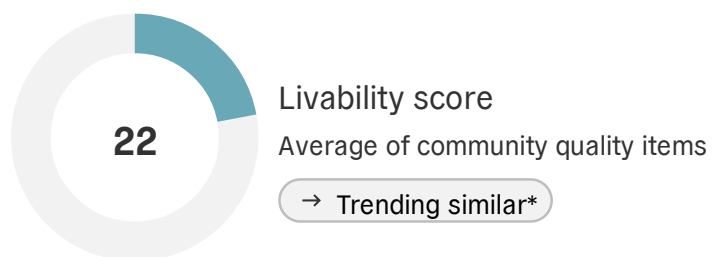 22
Livability score
Average of community quality items
→ Trending similar*